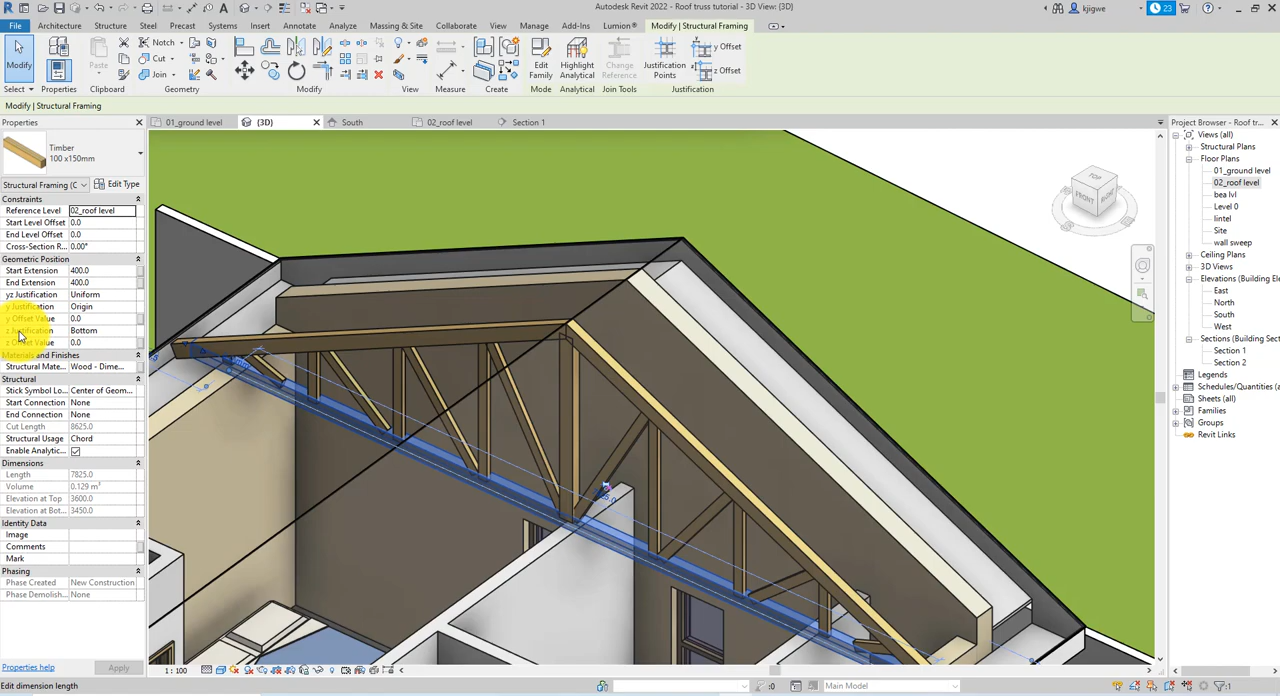 Autodesk Revit 2022 - Roof truss tutorial - 3D View: {3D}
kjigwe
23
File
Architecture
Structure
Steel
Precast
Systems
Insert
Annotate
Analyze
Massing & Site
Collaborate
View
Manage
Add-Ins
Lumion®
Modify | Structural Framing
Modify
Properties
Paste
Notch
Cut
Join
Edit Family
Highlight Analytical
Change Reference
Justification Points
y Offset
z Offset
Select
Properties
Clipboard
Geometry
Modify
View
Measure
Create
Mode
Analytical
Join Tools
Justification
Modify | Structural Framing
Properties
01_ground level
{3D}
South
02_roof level
Section 1
Timber
100 x150mm
Structural Framing (C
Edit Type
Constraints
Reference Level 02_roof level
Start Level Offset 0.0
End Level Offset 0.0
Cross-Section R... 0.00°
Geometric Position
Start Extension 400.0
End Extension 400.0
yz Justification Uniform
y Justification Origin
y Offset Value 0.0
z Justification Bottom
z Offset Value 0.0
Materials and Finishes
Structural Mate... Wood - Dime...
Structural
Stick Symbol Lo... Center of Geom...
Start Connection None
End Connection None
Cut Length 8625.0
Structural Usage Chord
Enable Analytic...
Dimensions
Length 7825.0
Volume 0.129 m³
Elevation at Top 3600.0
Elevation at Bot... 3450.0
Identity Data
Image
Comments
Mark
Phasing
Phase Created New Construction
Phase Demolish... None
Properties help
Apply
TOP
FRONT
RIGHT
Project Browser - Roof tr...
Views (all)
Structural Plans
Floor Plans
01_ground level
02_roof level
bea lvl
Level 0
lintel
Site
wall sweep
Ceiling Plans
3D Views
Elevations (Building
East
North
South
West
Sections (Building
Section 1
Section 2
Legends
Schedules/Quantities (a
Sheets (all)
Families
Groups
Revit Links
1 : 100
Edit dimension length
:0
Main Model
:1